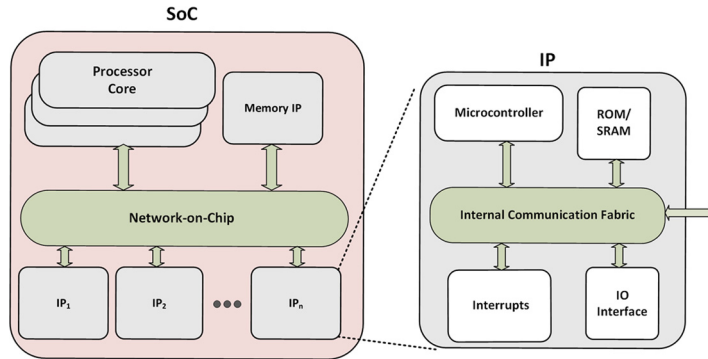 SoC
Processor
Core
Memory IP
Network-on-Chip
IP1
IP2
IPn
IP
Microcontroller
ROM/
SRAM
Internal Communication Fabric
Interrupts
IO
Interface